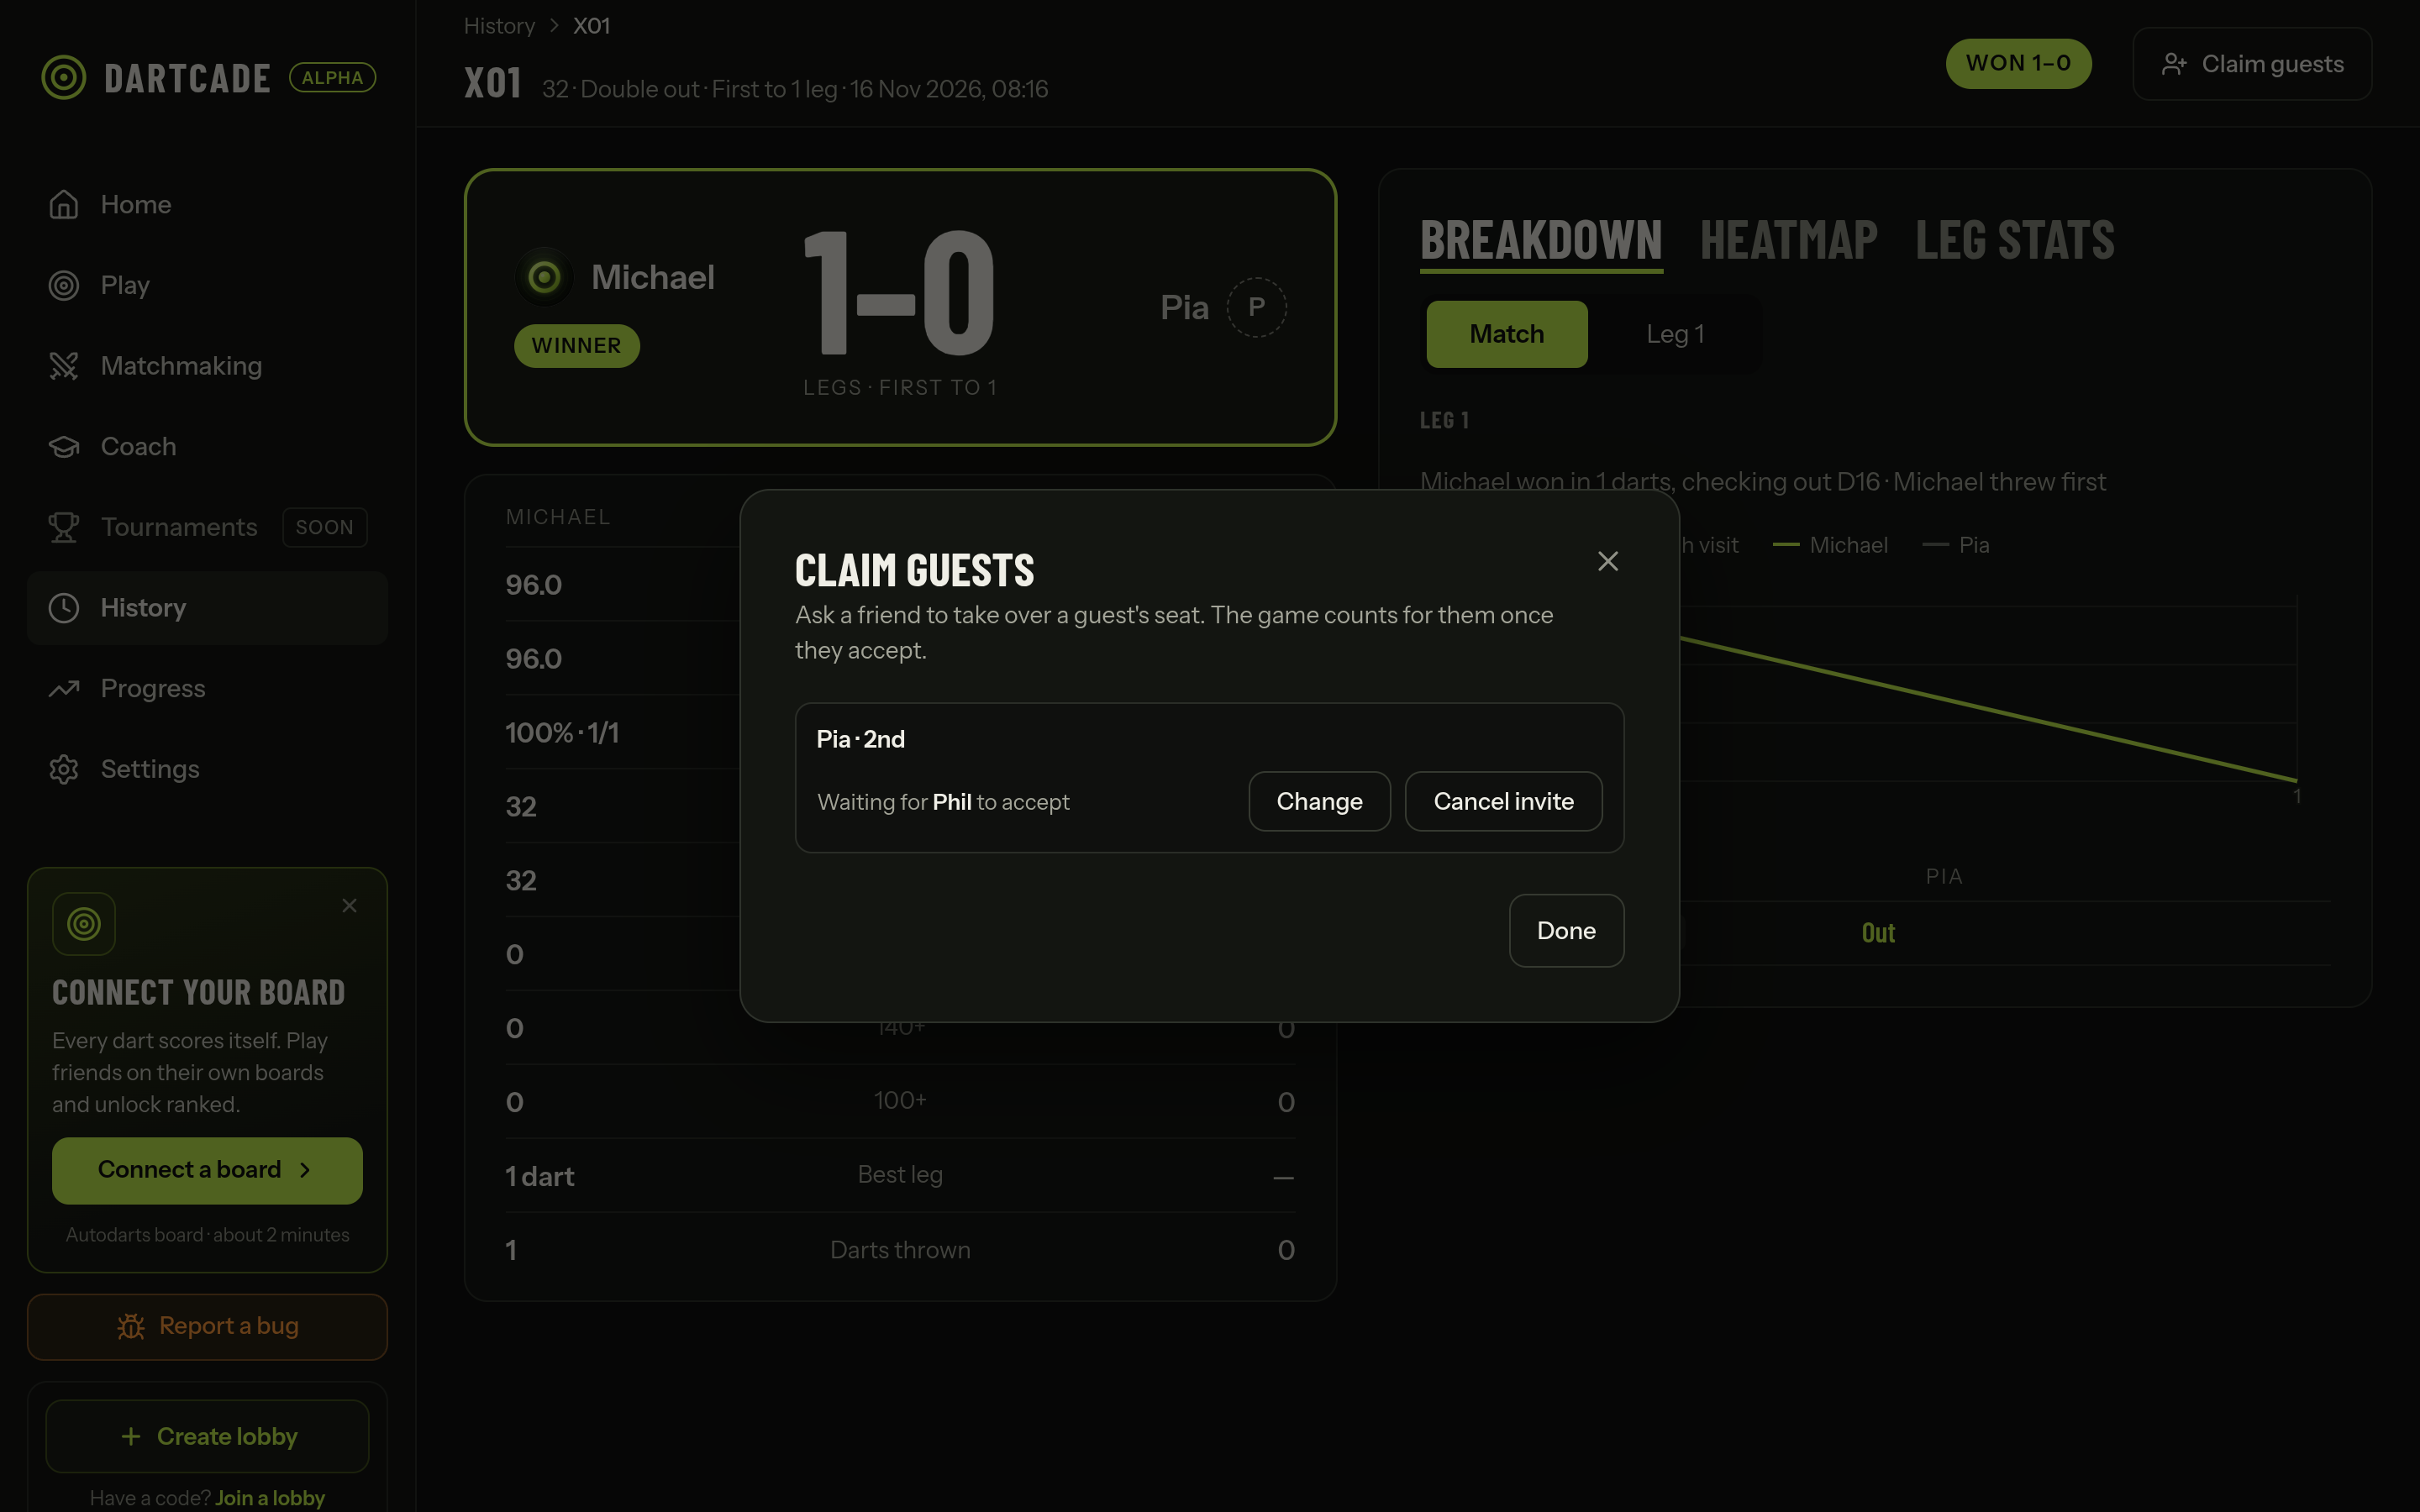 DARTCADE ALPHA
Home
Play
Matchmaking
Coach
Tournaments SOON
History
Progress
Settings
CONNECT YOUR BOARD
Every dart scores itself. Play
friends on their own boards
and unlock ranked.
Connect a board
Autodarts board · about 2 minutes
Report a bug
Create lobby
Have a code? Join a lobby
History > X01
X01 32 · Double out · First to 1 leg · 16 Nov 2026, 08:16
WON 1–0
Claim guests
Michael
WINNER
1–0
LEGS · FIRST TO 1
Pia P
MICHAEL
96.0
96.0
100% · 1/1
32
32
0
0 140+ 0
0 100+ 0
1 dart Best leg —
1 Darts thrown 0
BREAKDOWN HEATMAP LEG STATS
Match Leg 1
LEG 1
Michael won in 1 darts, checking out D16 · Michael threw first
h visit Michael Pia
1
PIA
Out
CLAIM GUESTS
Ask a friend to take over a guest's seat. The game counts for them once
they accept.
Pia · 2nd
Waiting for Phil to accept
Change
Cancel invite
Done